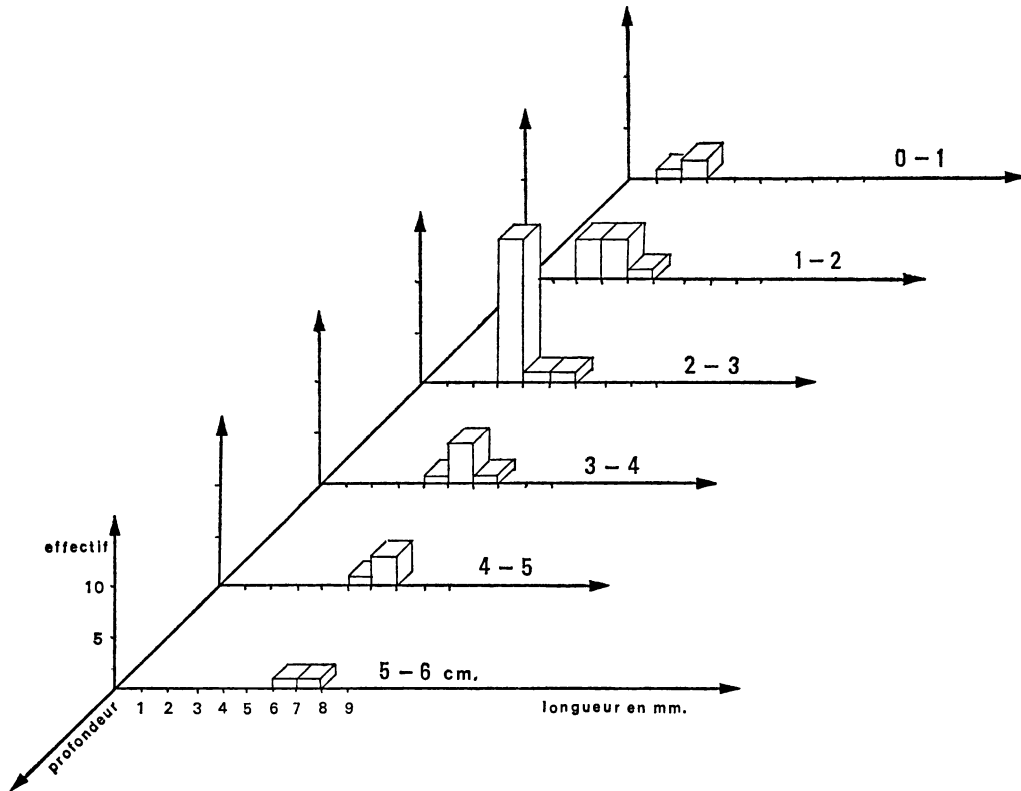 0 – 1
1 – 2
2 – 3
3 – 4
4 – 5
effectif
10
5
5 – 6 cm.
1 2 3 4 5 6 7 8 9
longueur en mm.
profondeur